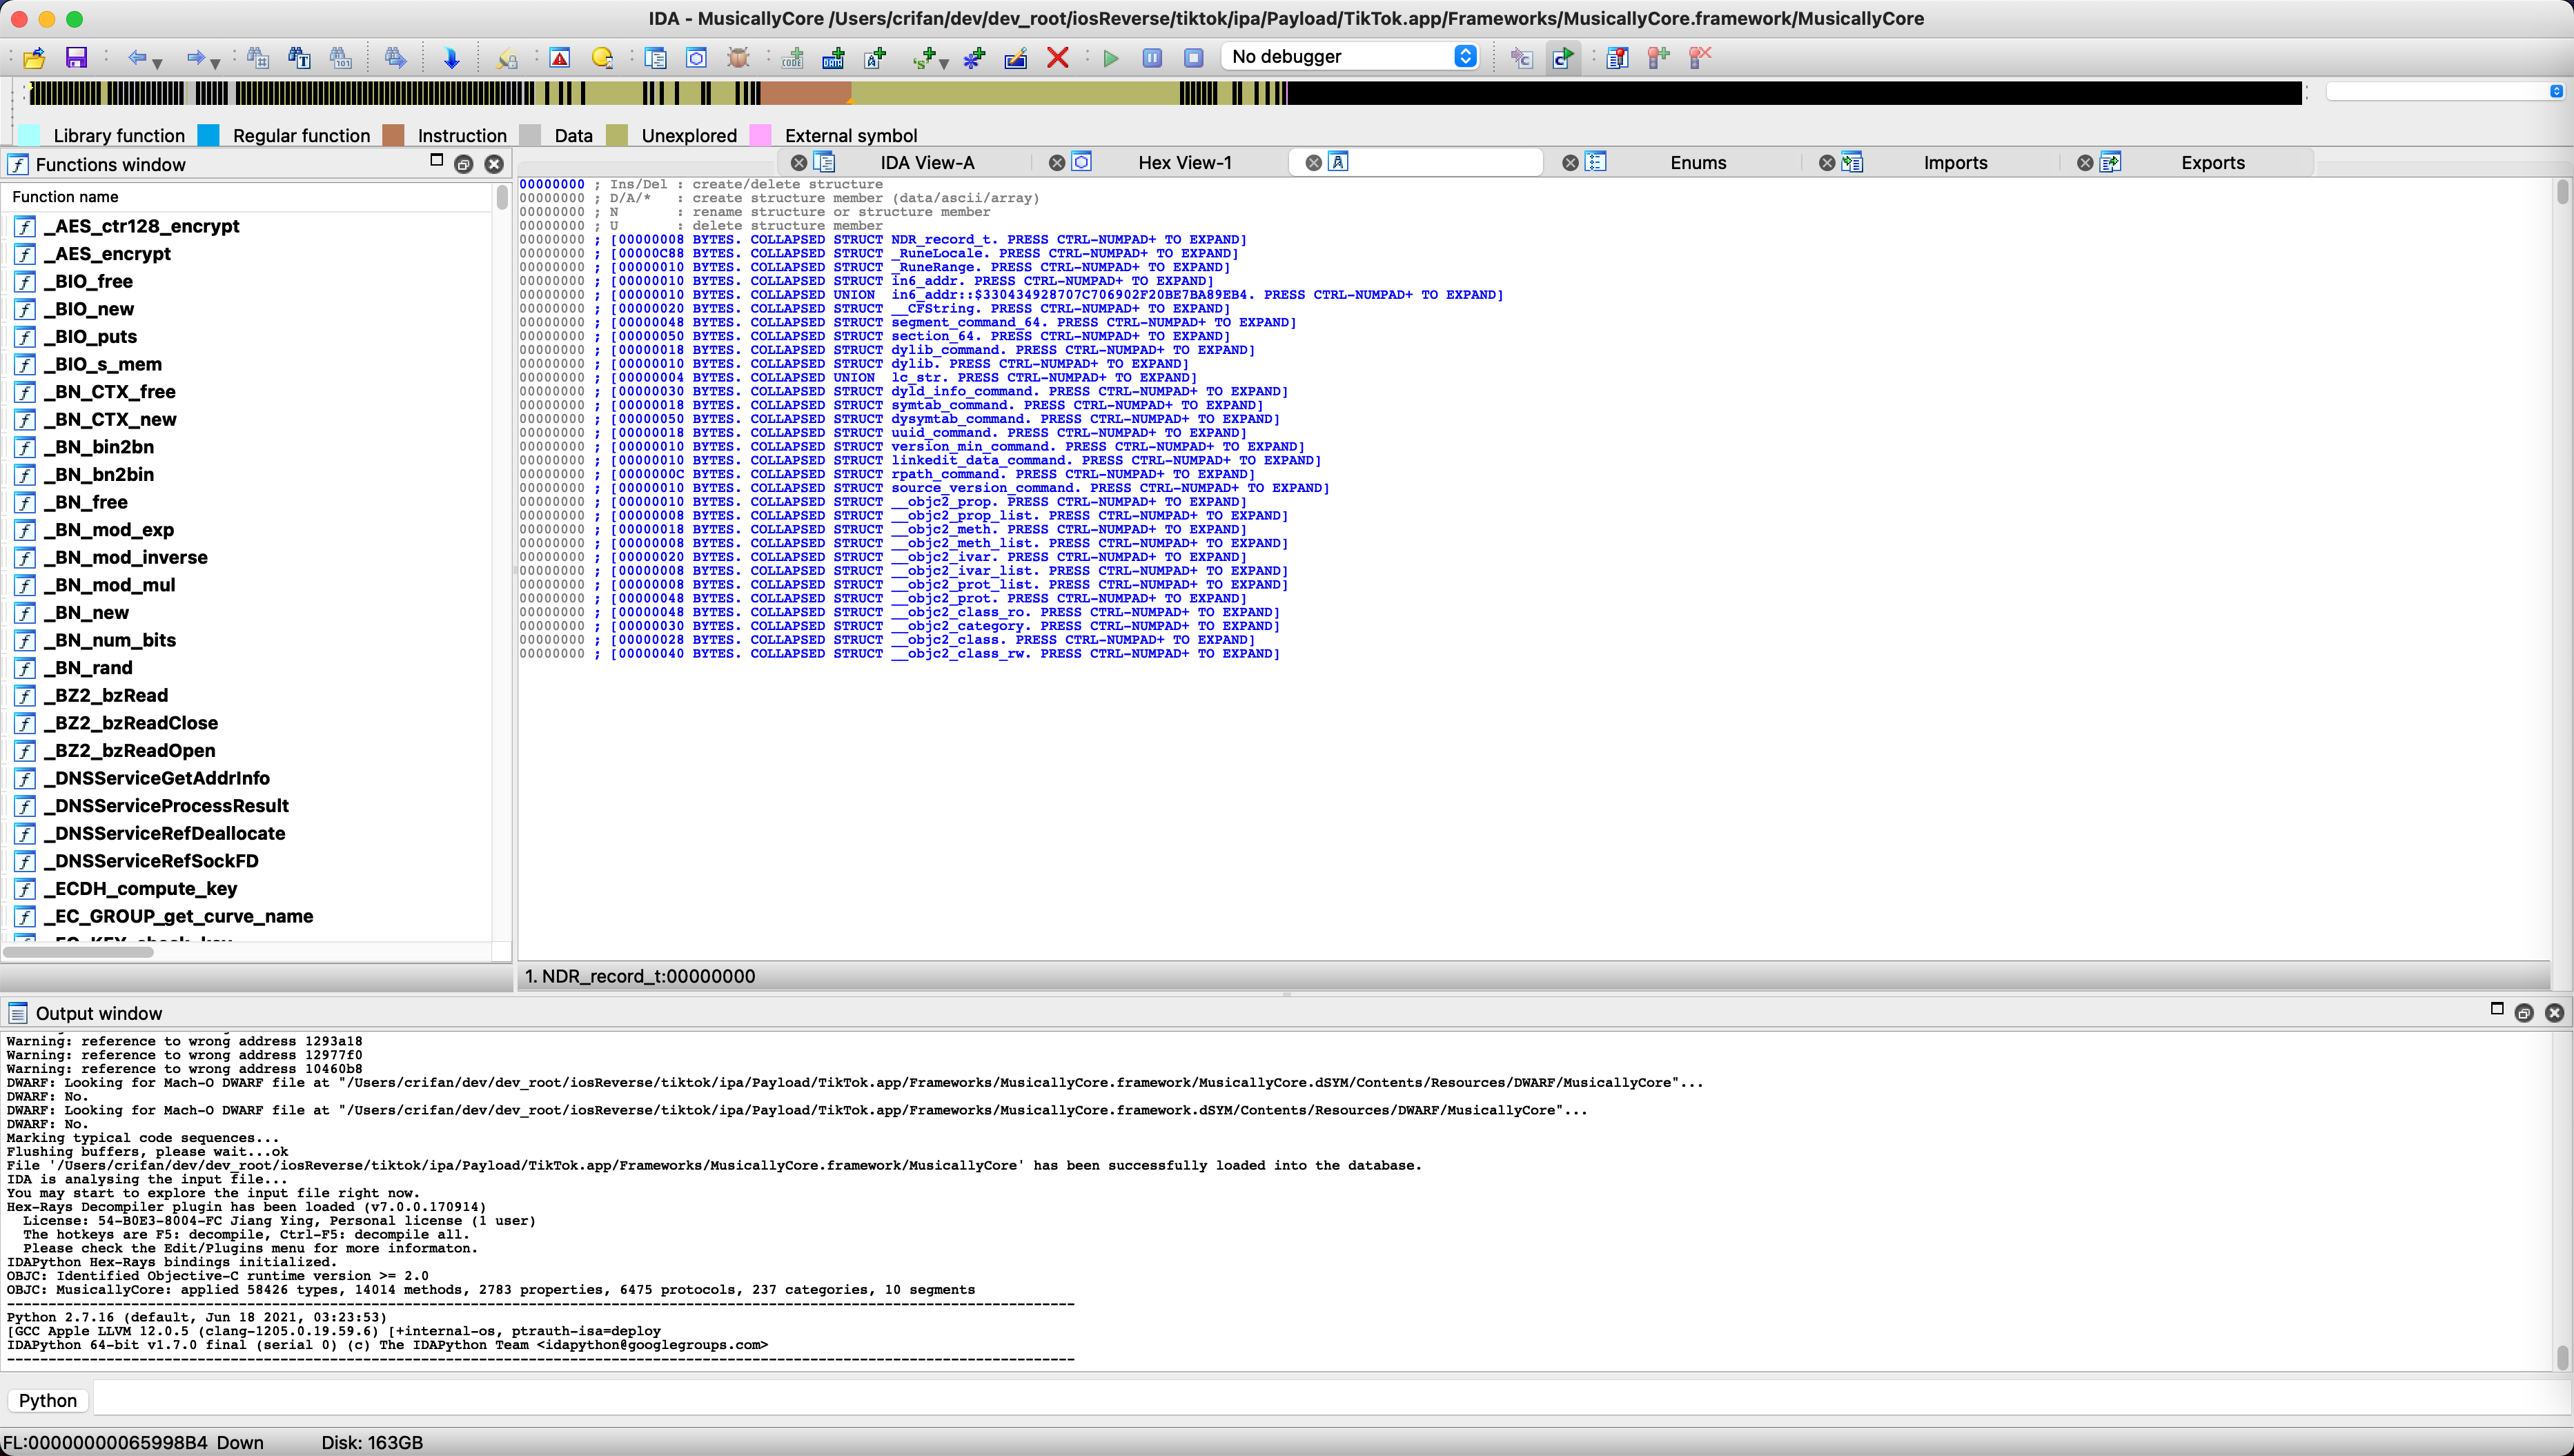 IDA - MusicallyCore /Users/crifan/dev/dev_root/iosReverse/tiktok/ipa/Payload/TikTok.app/Frameworks/MusicallyCore.framework/MusicallyCore
No debugger
Library function Regular function Instruction Data Unexplored External symbol
Functions window
IDA View-A Hex View-1 Enums Imports Exports
Function name
_AES_ctr128_encrypt
_AES_encrypt
_BIO_free
_BIO_new
_BIO_puts
_BIO_s_mem
_BN_CTX_free
_BN_CTX_new
_BN_bin2bn
_BN_bn2bin
_BN_free
_BN_mod_exp
_BN_mod_inverse
_BN_mod_mul
_BN_new
_BN_num_bits
_BN_rand
_BZ2_bzRead
_BZ2_bzReadClose
_BZ2_bzReadOpen
_DNSServiceGetAddrInfo
_DNSServiceProcessResult
_DNSServiceRefDeallocate
_DNSServiceRefSockFD
_ECDH_compute_key
_EC_GROUP_get_curve_name
00000000 ; Ins/Del : create/delete structure
00000000 ; D/A/* : create structure member (data/ascii/array)
00000000 ; N : rename structure or structure member
00000000 ; U : delete structure member
00000000 ; [00000008 BYTES. COLLAPSED STRUCT NDR_record_t. PRESS CTRL-NUMPAD+ TO EXPAND]
00000000 ; [00000C88 BYTES. COLLAPSED STRUCT _RuneLocale. PRESS CTRL-NUMPAD+ TO EXPAND]
00000000 ; [00000010 BYTES. COLLAPSED STRUCT _RuneRange. PRESS CTRL-NUMPAD+ TO EXPAND]
00000000 ; [00000010 BYTES. COLLAPSED STRUCT in6_addr. PRESS CTRL-NUMPAD+ TO EXPAND]
00000000 ; [00000010 BYTES. COLLAPSED UNION in6_addr::$330434928707C706902F20BE7BA89EB4. PRESS CTRL-NUMPAD+ TO EXPAND]
00000000 ; [00000020 BYTES. COLLAPSED STRUCT __CFString. PRESS CTRL-NUMPAD+ TO EXPAND]
00000000 ; [00000048 BYTES. COLLAPSED STRUCT segment_command_64. PRESS CTRL-NUMPAD+ TO EXPAND]
00000000 ; [00000050 BYTES. COLLAPSED STRUCT section_64. PRESS CTRL-NUMPAD+ TO EXPAND]
00000000 ; [00000018 BYTES. COLLAPSED STRUCT dylib_command. PRESS CTRL-NUMPAD+ TO EXPAND]
00000000 ; [00000010 BYTES. COLLAPSED STRUCT dylib. PRESS CTRL-NUMPAD+ TO EXPAND]
00000000 ; [00000004 BYTES. COLLAPSED UNION lc_str. PRESS CTRL-NUMPAD+ TO EXPAND]
00000000 ; [00000030 BYTES. COLLAPSED STRUCT dyld_info_command. PRESS CTRL-NUMPAD+ TO EXPAND]
00000000 ; [00000018 BYTES. COLLAPSED STRUCT symtab_command. PRESS CTRL-NUMPAD+ TO EXPAND]
00000000 ; [00000050 BYTES. COLLAPSED STRUCT dysymtab_command. PRESS CTRL-NUMPAD+ TO EXPAND]
00000000 ; [00000018 BYTES. COLLAPSED STRUCT uuid_command. PRESS CTRL-NUMPAD+ TO EXPAND]
00000000 ; [00000010 BYTES. COLLAPSED STRUCT version_min_command. PRESS CTRL-NUMPAD+ TO EXPAND]
00000000 ; [00000010 BYTES. COLLAPSED STRUCT linkedit_data_command. PRESS CTRL-NUMPAD+ TO EXPAND]
00000000 ; [0000000C BYTES. COLLAPSED STRUCT rpath_command. PRESS CTRL-NUMPAD+ TO EXPAND]
00000000 ; [00000010 BYTES. COLLAPSED STRUCT source_version_command. PRESS CTRL-NUMPAD+ TO EXPAND]
00000000 ; [00000010 BYTES. COLLAPSED STRUCT __objc2_prop. PRESS CTRL-NUMPAD+ TO EXPAND]
00000000 ; [00000008 BYTES. COLLAPSED STRUCT __objc2_prop_list. PRESS CTRL-NUMPAD+ TO EXPAND]
00000000 ; [00000018 BYTES. COLLAPSED STRUCT __objc2_meth. PRESS CTRL-NUMPAD+ TO EXPAND]
00000000 ; [00000008 BYTES. COLLAPSED STRUCT __objc2_meth_list. PRESS CTRL-NUMPAD+ TO EXPAND]
00000000 ; [00000020 BYTES. COLLAPSED STRUCT __objc2_ivar. PRESS CTRL-NUMPAD+ TO EXPAND]
00000000 ; [00000008 BYTES. COLLAPSED STRUCT __objc2_ivar_list. PRESS CTRL-NUMPAD+ TO EXPAND]
00000000 ; [00000008 BYTES. COLLAPSED STRUCT __objc2_prot_list. PRESS CTRL-NUMPAD+ TO EXPAND]
00000000 ; [00000048 BYTES. COLLAPSED STRUCT __objc2_prot. PRESS CTRL-NUMPAD+ TO EXPAND]
00000000 ; [00000048 BYTES. COLLAPSED STRUCT __objc2_class_ro. PRESS CTRL-NUMPAD+ TO EXPAND]
00000000 ; [00000030 BYTES. COLLAPSED STRUCT __objc2_category. PRESS CTRL-NUMPAD+ TO EXPAND]
00000000 ; [00000028 BYTES. COLLAPSED STRUCT __objc2_class. PRESS CTRL-NUMPAD+ TO EXPAND]
00000000 ; [00000040 BYTES. COLLAPSED STRUCT __objc2_class_rw. PRESS CTRL-NUMPAD+ TO EXPAND]
1. NDR_record_t:00000000
Output window
Warning: reference to wrong address 1293a18
Warning: reference to wrong address 12977f0
Warning: reference to wrong address 10460b8
DWARF: Looking for Mach-O DWARF file at "/Users/crifan/dev/dev_root/iosReverse/tiktok/ipa/Payload/TikTok.app/Frameworks/MusicallyCore.framework/MusicallyCore.dSYM/Contents/Resources/DWARF/MusicallyCore"...
DWARF: No.
DWARF: Looking for Mach-O DWARF file at "/Users/crifan/dev/dev_root/iosReverse/tiktok/ipa/Payload/TikTok.app/Frameworks/MusicallyCore.framework.dSYM/Contents/Resources/DWARF/MusicallyCore"...
DWARF: No.
Marking typical code sequences...
Flushing buffers, please wait...ok
File '/Users/crifan/dev/dev_root/iosReverse/tiktok/ipa/Payload/TikTok.app/Frameworks/MusicallyCore.framework/MusicallyCore' has been successfully loaded into the database.
IDA is analysing the input file...
You may start to explore the input file right now.
Hex-Rays Decompiler plugin has been loaded (v7.0.0.170914)
License: 54-B0E3-8004-FC Jiang Ying, Personal license (1 user)
The hotkeys are F5: decompile, Ctrl-F5: decompile all.
Please check the Edit/Plugins menu for more informaton.
IDAPython Hex-Rays bindings initialized.
OBJC: Identified Objective-C runtime version >= 2.0
OBJC: MusicallyCore: applied 58426 types, 14014 methods, 2783 properties, 6475 protocols, 237 categories, 10 segments
Python 2.7.16 (default, Jun 18 2021, 03:23:53)
[GCC Apple LLVM 12.0.5 (clang-1205.0.19.59.6) [+internal-os, ptrauth-isa=deploy
IDAPython 64-bit v1.7.0 final (serial 0) (c) The IDAPython Team <idapython@googlegroups.com>
Python
FL:00000000065998B4 Down Disk: 163GB